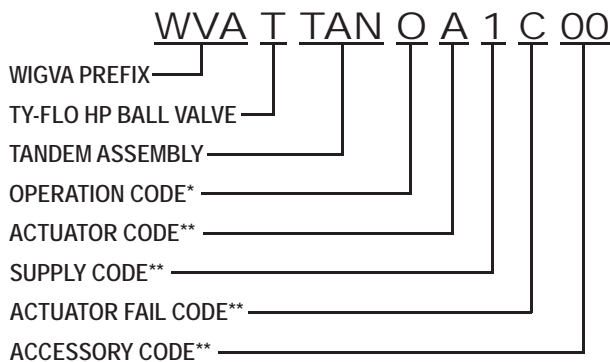 WVA T TAN O A 1 C 00
WIGVA PREFIX
TY-FLO HP BALL VALVE
TANDEM ASSEMBLY
OPERATION CODE*
ACTUATOR CODE**
SUPPLY CODE**
ACTUATOR FAIL CODE**
ACCESSORY CODE**